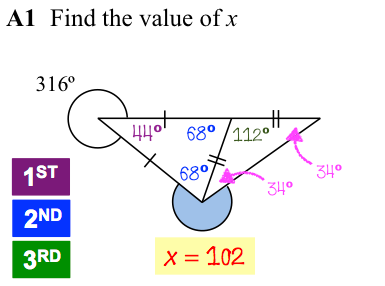 A1 Find the value of x
316º
44º 68º 112º
68º
34º
34º
1ST
2ND
3RD
x = 102